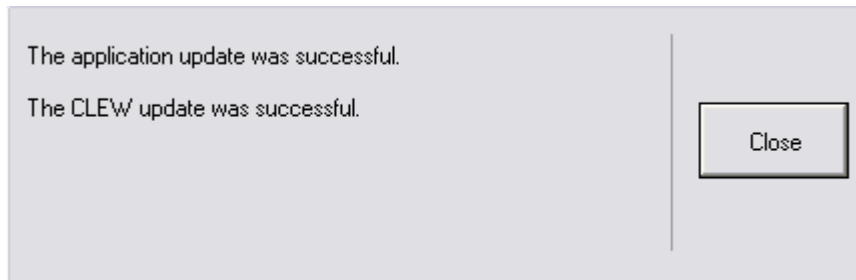 The application update was successful.
The CLEW update was successful.
Close